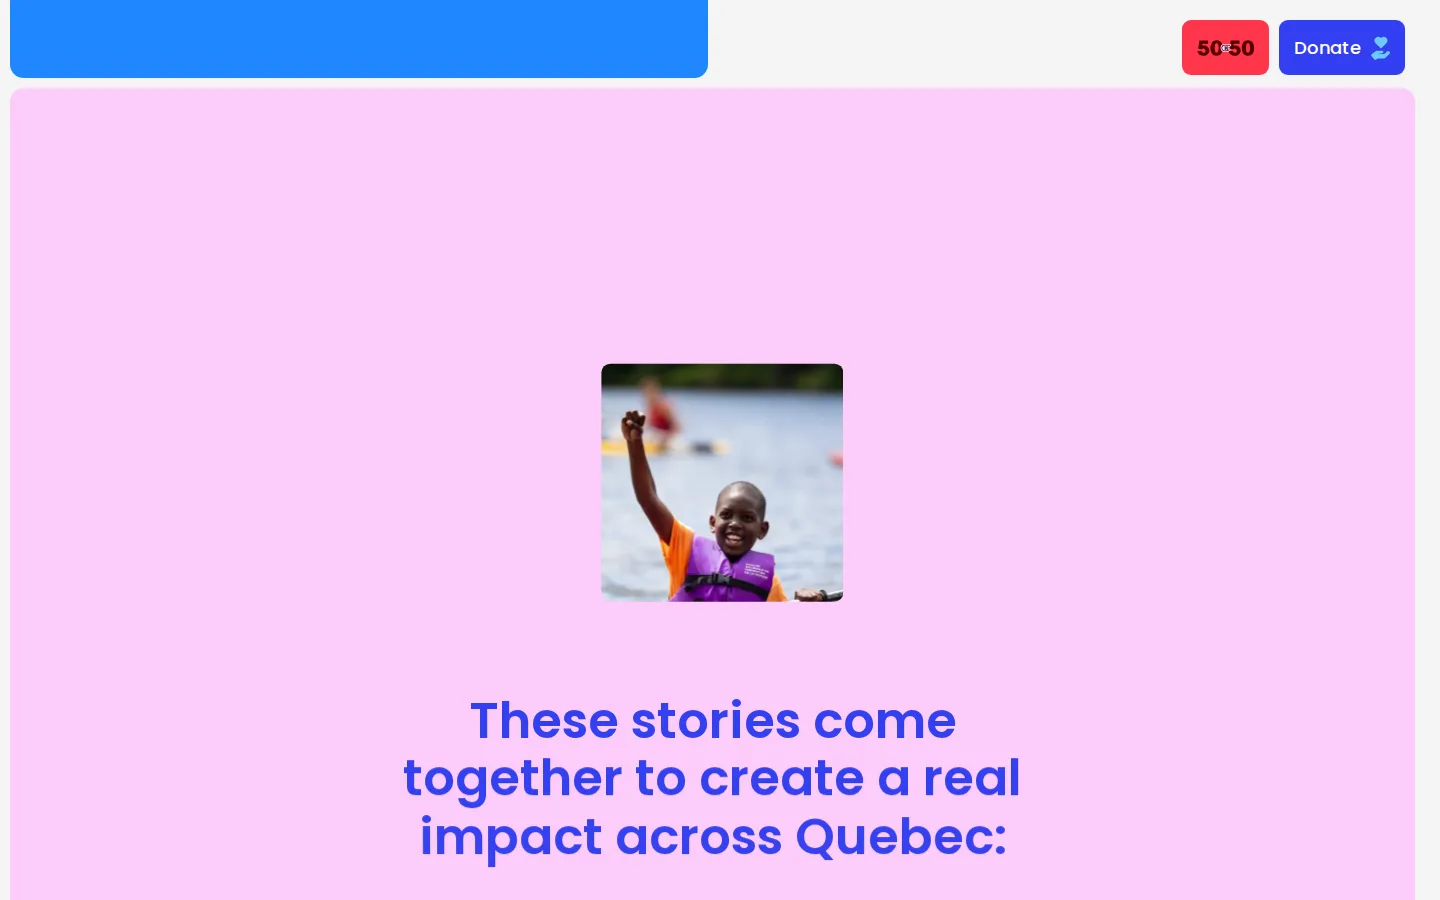 50 50
Donate
These stories come
together to create a real
impact across Quebec: